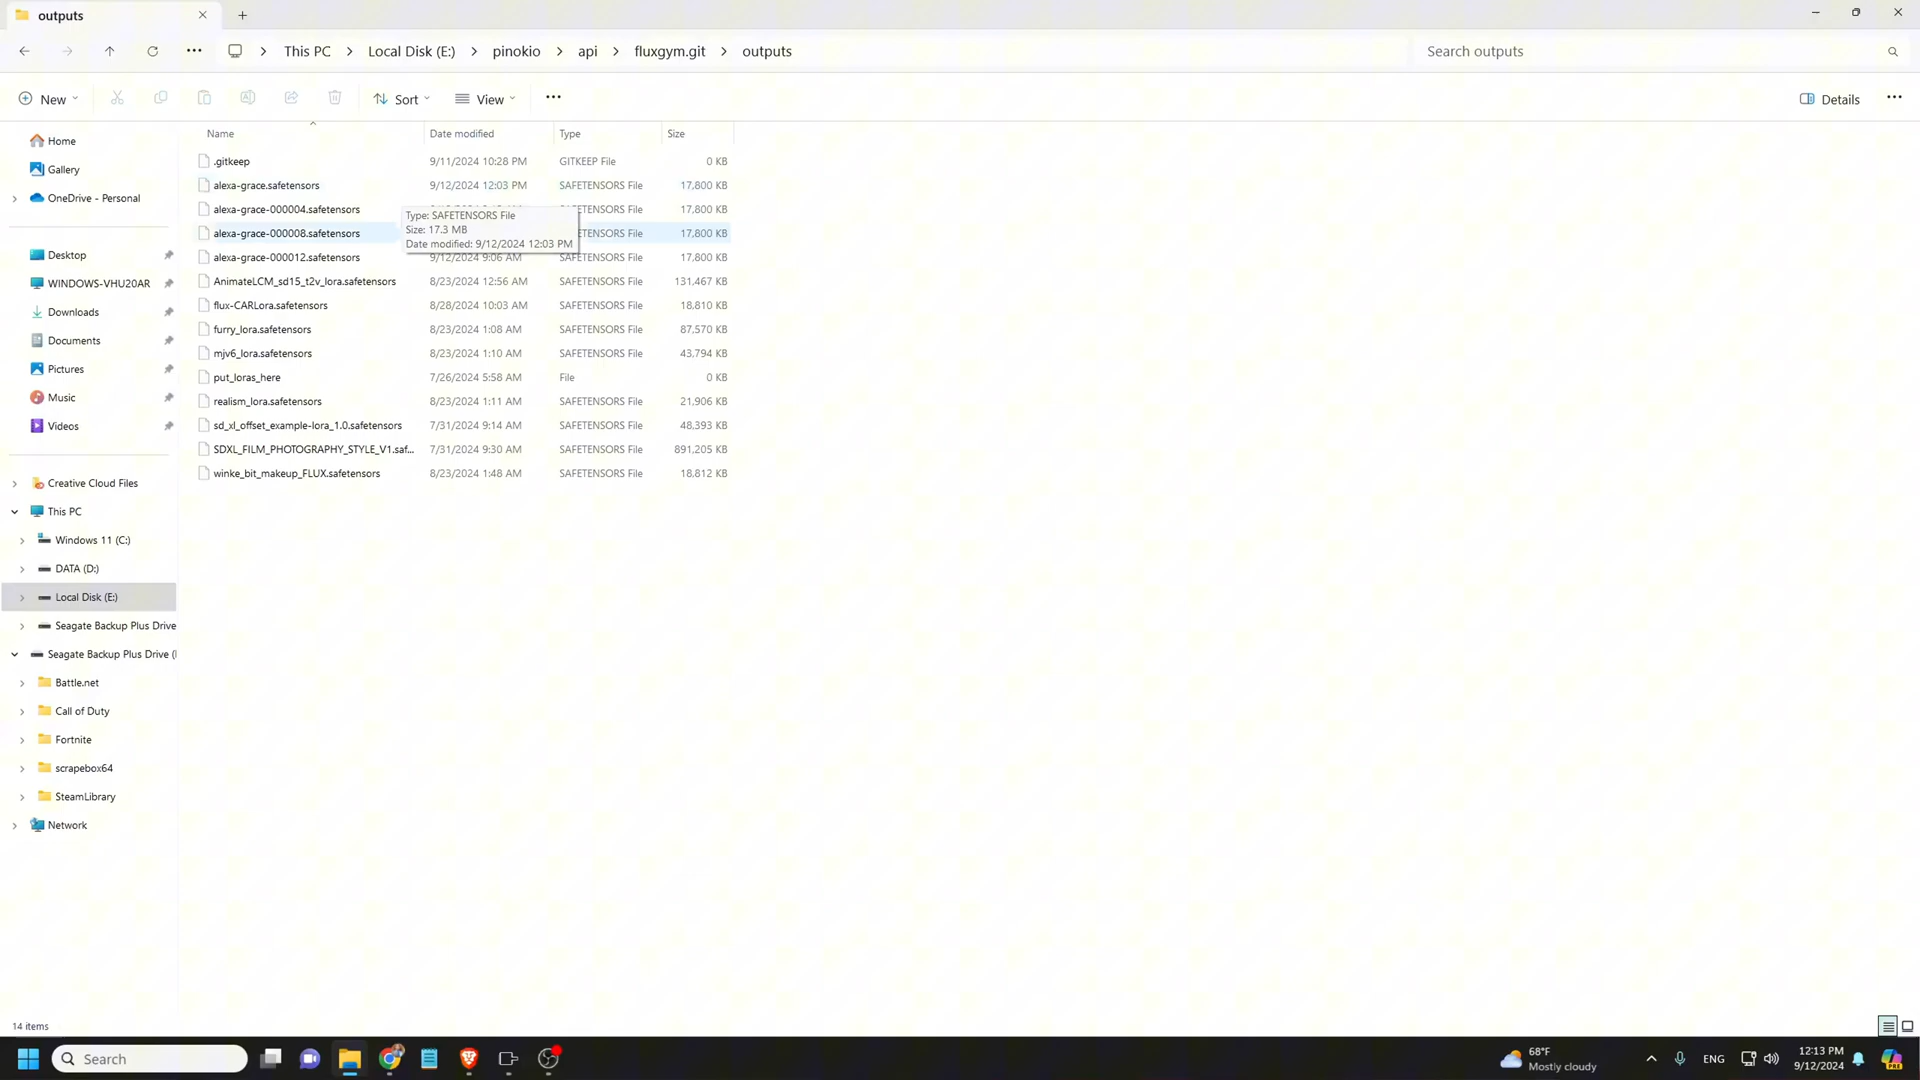 outputs
This PC
Local Disk (E:)
pinokio
api
fluxgym.git
outputs
Search outputs
New
Sort
View
Details
Name
Date modified
Type
Size
.gitkeep 9/11/2024 10:28 PM GITKEEP File 0 KB
alexa-grace.safetensors 9/12/2024 12:03 PM SAFETENSORS File 17,800 KB
alexa-grace-000004.safetensors SAFETENSORS File 17,800 KB
alexa-grace-000008.safetensors SAFETENSORS File 17,800 KB
Type: SAFETENSORS File
Size: 17.3 MB
Date modified: 9/12/2024 12:03 PM
alexa-grace-000012.safetensors 9/12/2024 9:06 AM SAFETENSORS File 17,800 KB
AnimateLCM_sd15_t2v_lora.safetensors 8/23/2024 12:56 AM SAFETENSORS File 131,467 KB
flux-CARLora.safetensors 8/28/2024 10:03 AM SAFETENSORS File 18,810 KB
furry_lora.safetensors 8/23/2024 1:08 AM SAFETENSORS File 87,570 KB
mjv6_lora.safetensors 8/23/2024 1:10 AM SAFETENSORS File 43,794 KB
put_loras_here 7/26/2024 5:58 AM File 0 KB
realism_lora.safetensors 8/23/2024 1:11 AM SAFETENSORS File 21,906 KB
sd_xl_offset_example-lora_1.0.safetensors 7/31/2024 9:14 AM SAFETENSORS File 48,393 KB
SDXL_FILM_PHOTOGRAPHY_STYLE_V1.saf... 7/31/2024 9:30 AM SAFETENSORS File 891,205 KB
winke_bit_makeup_FLUX.safetensors 8/23/2024 1:48 AM SAFETENSORS File 18,812 KB
Home
Gallery
OneDrive - Personal
Desktop
WINDOWS-VHU20AR
Downloads
Documents
Pictures
Music
Videos
Creative Cloud Files
This PC
Windows 11 (C:)
DATA (D:)
Local Disk (E:)
Seagate Backup Plus Drive
Seagate Backup Plus Drive (
Battle.net
Call of Duty
Fortnite
scrapebox64
SteamLibrary
Network
14 items
Search
68°F
Mostly cloudy
ENG
12:13 PM
9/12/2024
PRE